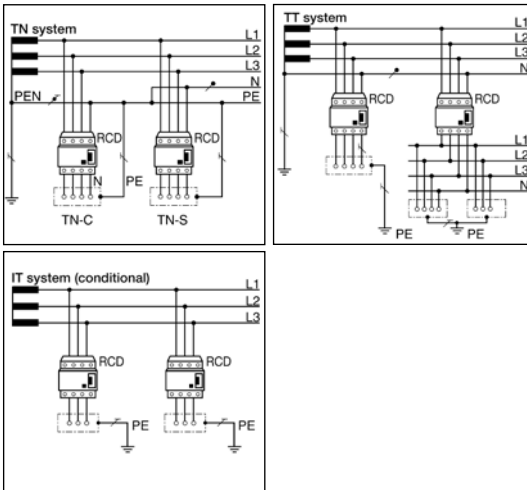 TN system
L1
L2
L3
N
PEN
PE
RCD
RCD
N
PE
TN-C
TN-S
TT system
L1
L2
L3
N
RCD
RCD
L1
L2
L3
N
PE
PE
IT system (conditional)
L1
L2
L3
RCD
RCD
PE
PE